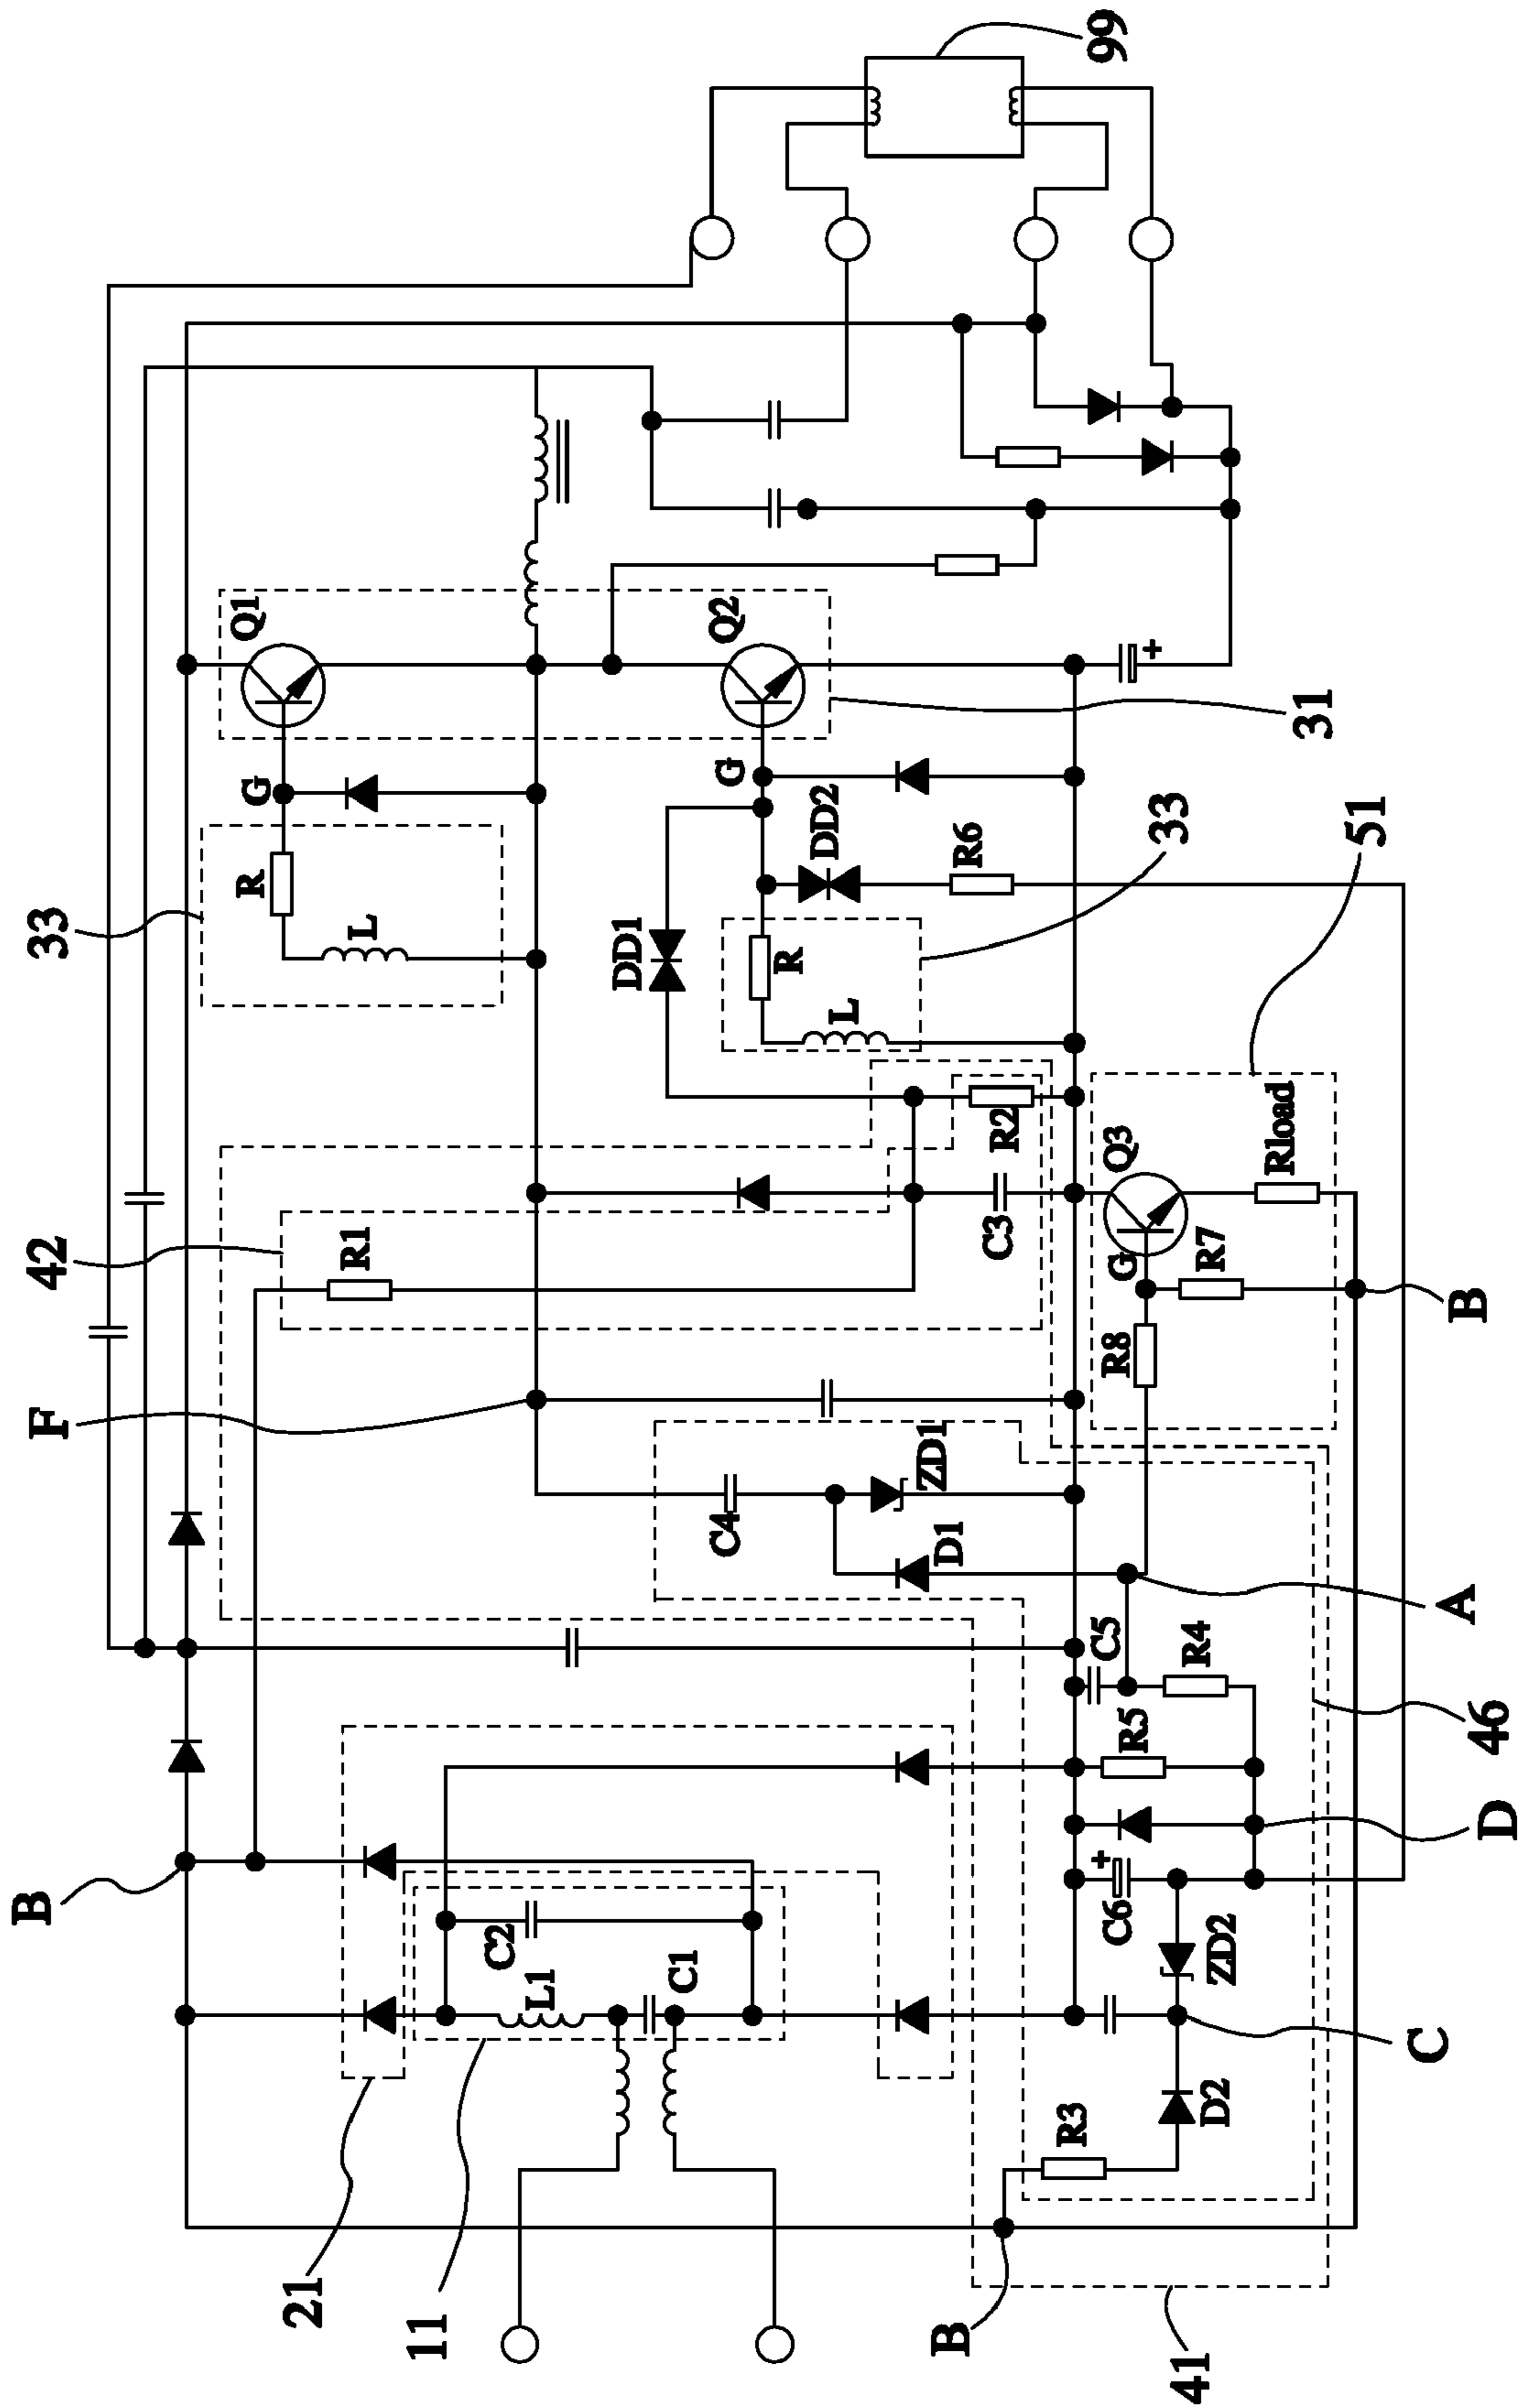 99
Q1
Q2
31
G
G
33
R
L
DD1
DD2
R6
33
R
L
51
42
R1
R2
C3
Q3
Rload
G
R7
R8
B
F
C4
ZD1
D1
A
C5
R4
R5
46
D
B
C6
C2
L1
C1
ZD2
C
D2
R3
21
11
B
41